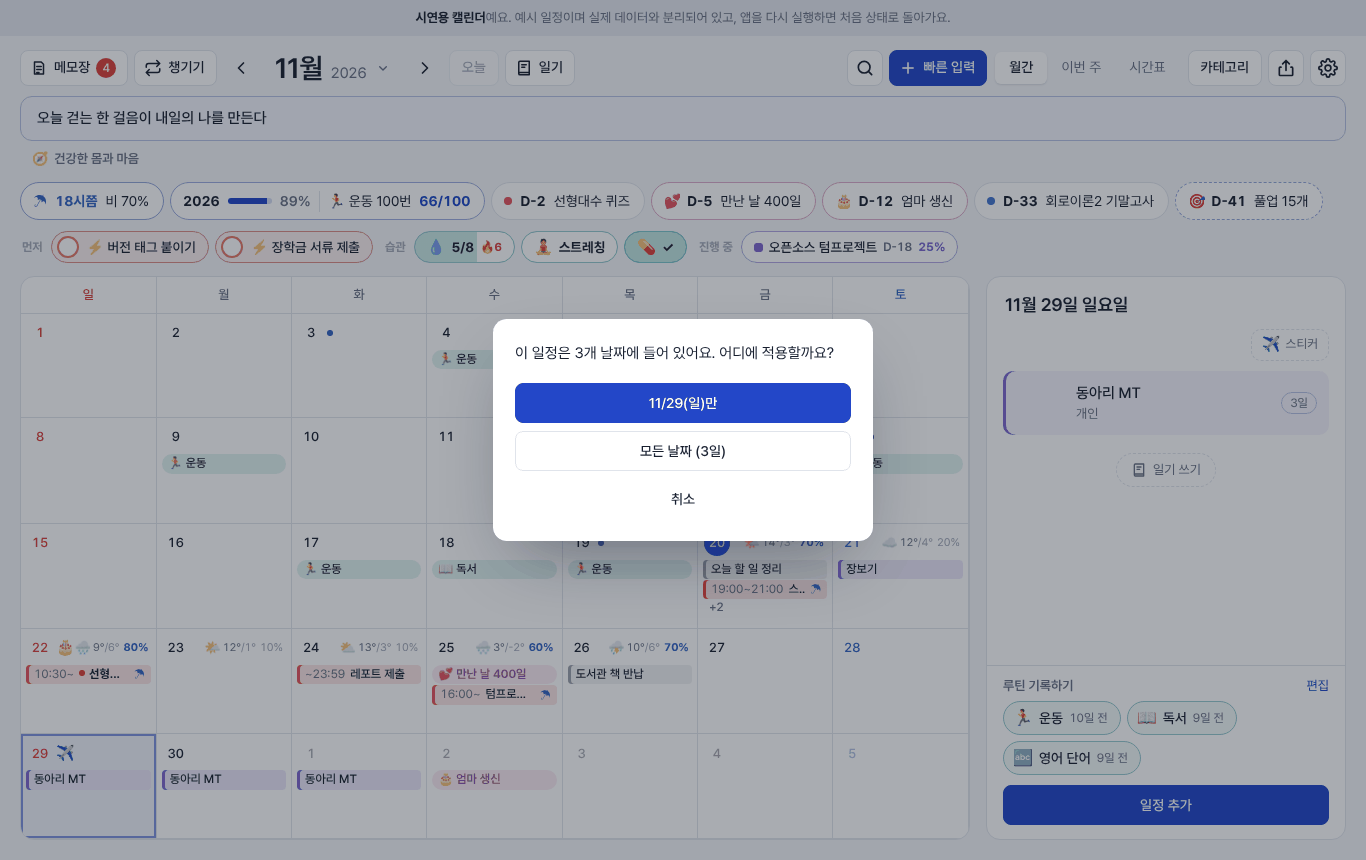 시연용 캘린더예요. 예시 일정이며 실제 데이터와 분리되어 있고, 앱을 다시 실행하면 처음 상태로 돌아가요.
메모장 4 챙기기 11월 2026 오늘 일기 빠른 입력 월간 이번 주 시간표 카테고리
오늘 걷는 한 걸음이 내일의 나를 만든다
건강한 몸과 마음
18시쯤 비 70% 2026 89% 운동 100번 66/100 D-2 선형대수 퀴즈 D-5 만난 날 400일 D-12 엄마 생신 D-33 회로이론2 기말고사 D-41 풀업 15개
먼저 버전 태그 붙이기 장학금 서류 제출 습관 5/8 6 스트레칭 진행 중 오픈소스 텀프로젝트 D-18 25%
일 월 화 수 목 금 토
1 2 3 4
운동
8 9 10 11
운동
15 16 17 18 19 20 14°/3° 70% 21 12°/4° 20%
운동 독서 운동 오늘 할 일 정리 장보기
19:00~21:00 스..
+2
22 9°/6° 80% 23 12°/1° 10% 24 13°/3° 10% 25 3°/-2° 60% 26 10°/6° 70% 27 28
10:30~ 선형... ~23:59 레포트 제출 만난 날 400일 도서관 책 반납
16:00~ 텀프로...
29 30 1 2 3 4 5
동아리 MT 동아리 MT 동아리 MT 엄마 생신
이 일정은 3개 날짜에 들어 있어요. 어디에 적용할까요?
11/29(일)만
모든 날짜 (3일)
취소
11월 29일 일요일
스티커
동아리 MT
개인
3일
일기 쓰기
루틴 기록하기 편집
운동 10일 전 독서 9일 전
abc 영어 단어 9일 전
일정 추가